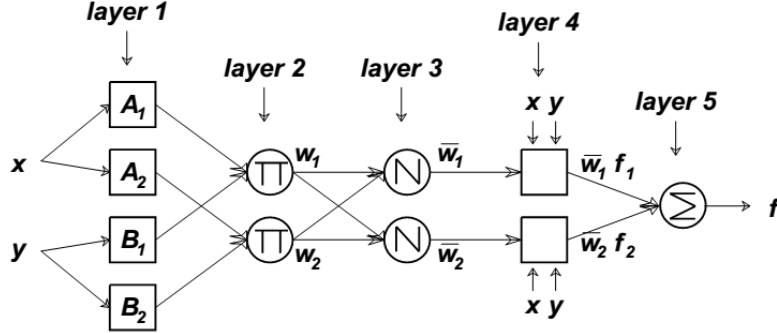 layer 1
layer 4
layer 2
layer 3
layer 5
x y
A₁
x
A₂
∏
w₁
N
w̅₁
w̅₁ f₁
∑
f
y
B₁
∏
w₂
N
w̅₂
w̅₂ f₂
B₂
x y